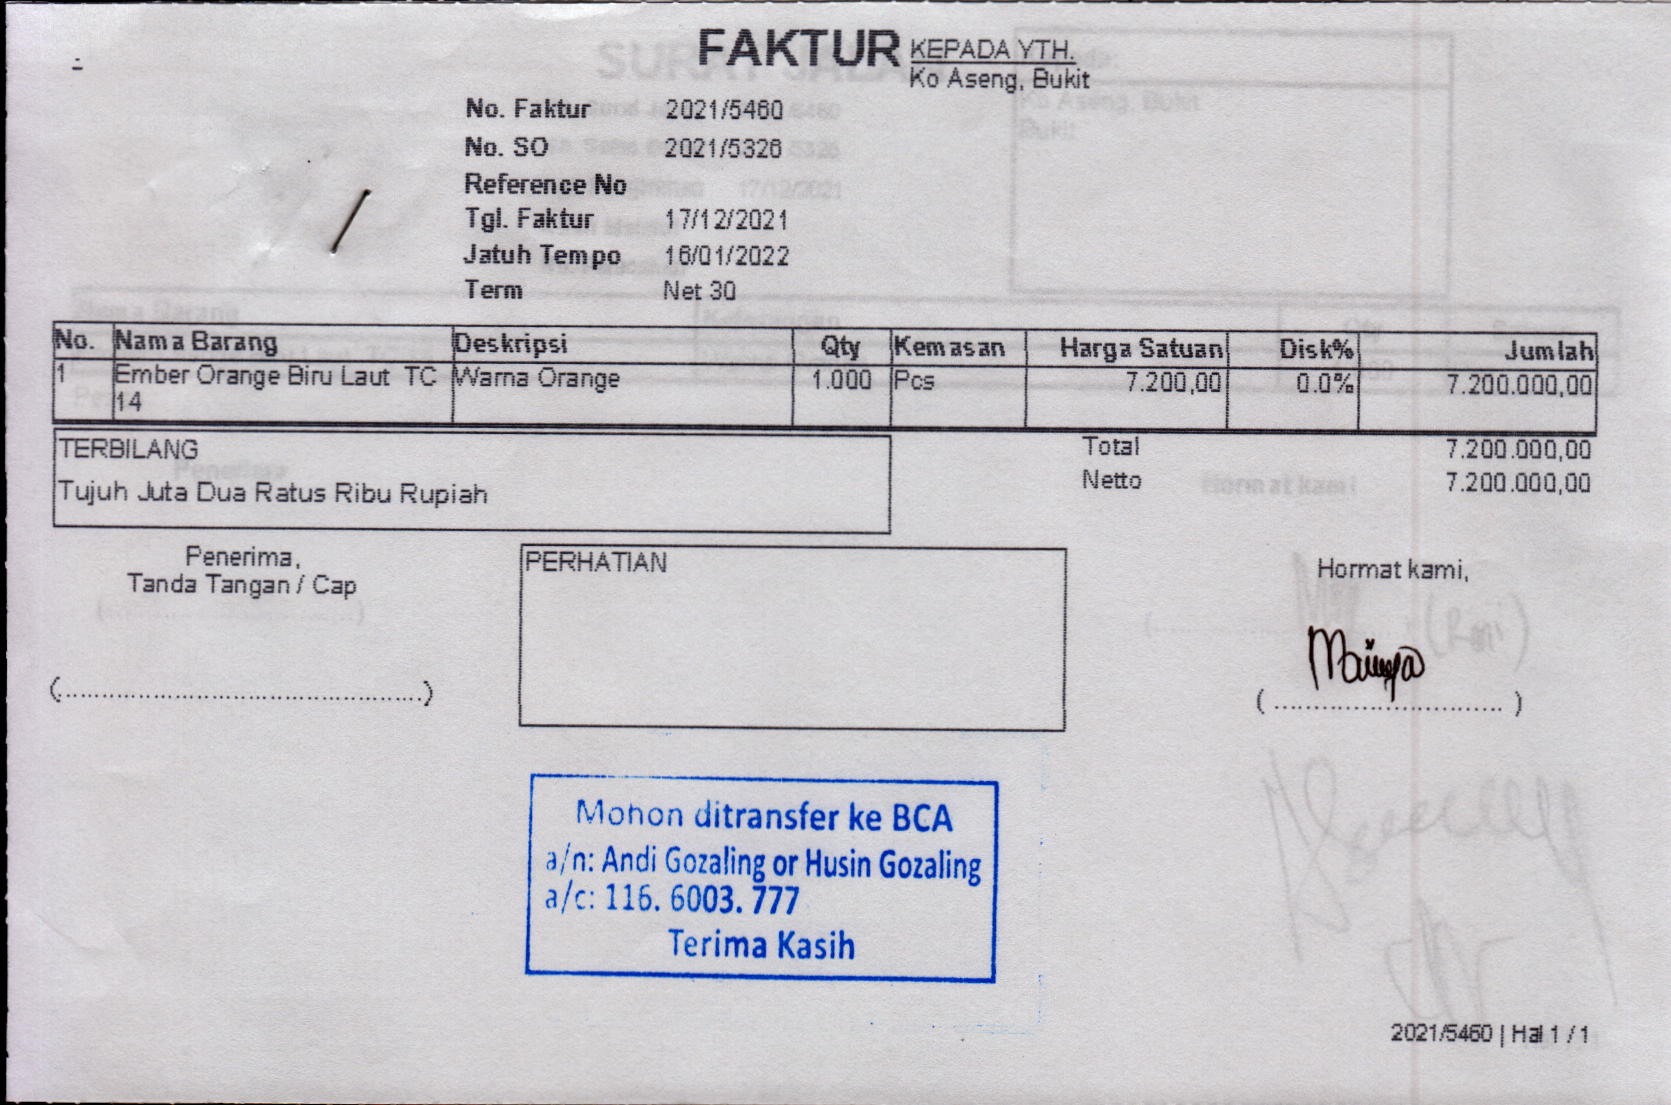 FAKTUR
KEPADA YTH.
Ko Aseng, Bukit
No. Faktur 2021/5460
No. SO 2021/5326
Reference No
Tgl. Faktur 17/12/2021
Jatuh Tempo 16/01/2022
Term Net 30
No. Nama Barang Deskripsi Qty Kemasan Harga Satuan Disk% Jumlah
1 Ember Orange Biru Laut TC 14 Warna Orange 1.000 Pcs 7.200,00 0.0% 7.200.000,00
TERBILANG
Tujuh Juta Dua Ratus Ribu Rupiah
Total 7.200.000,00
Netto 7.200.000,00
Penerima,
Tanda Tangan / Cap
PERHATIAN
Hormat kami,
Mohon ditransfer ke BCA
a/n: Andi Gozaling or Husin Gozaling
a/c: 116. 6003. 777
Terima Kasih
2021/5460 | Hal 1 / 1